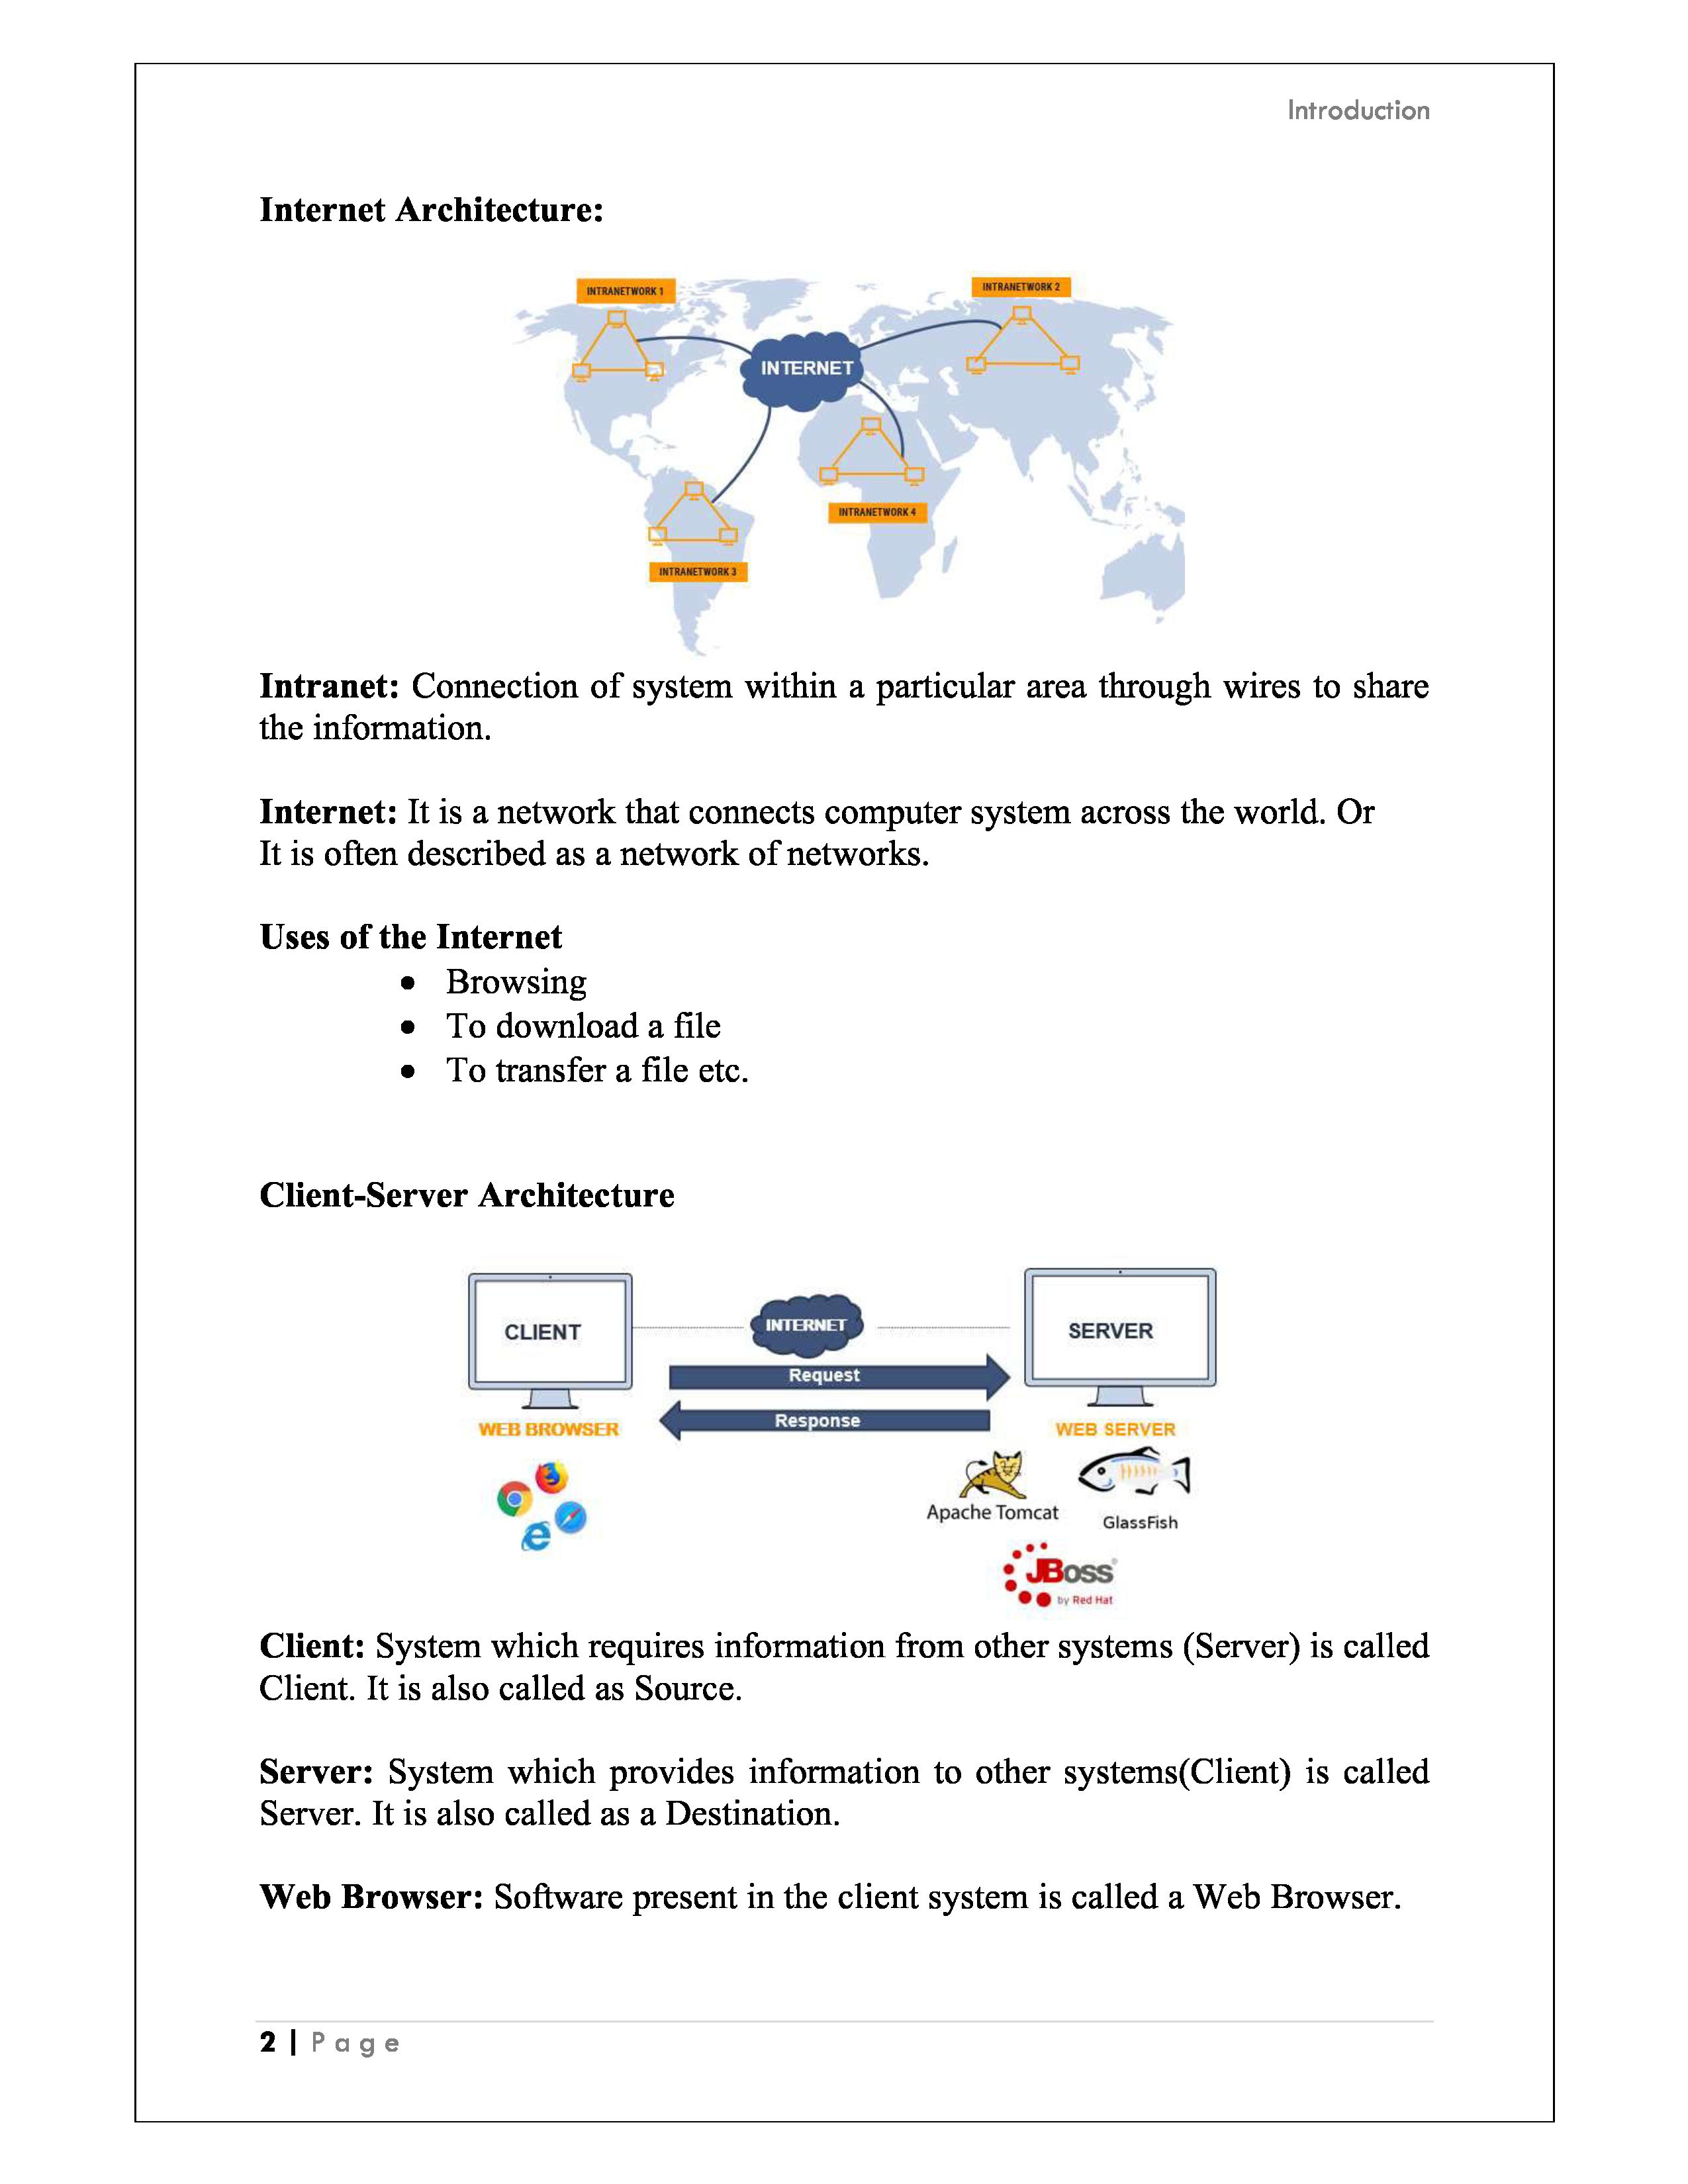 Introduction
Internet Architecture:
INTRANETWORK 1
INTRANETWORK 2
INTERNET
INTRANETWORK 4
INTRANETWORK 3
Intranet: Connection of system within a particular area through wires to share
the information.
Internet: It is a network that connects computer system across the world. Or
It is often described as a network of networks.
Uses of the Internet
• Browsing
• To download a file
• To transfer a file etc.
Client-Server Architecture
CLIENT
INTERNET
SERVER
Request
Response
WEB BROWSER
WEB SERVER
Apache Tomcat
GlassFish
JBoss
by Red Hat
Client: System which requires information from other systems (Server) is called
Client. It is also called as Source.
Server: System which provides information to other systems(Client) is called
Server. It is also called as a Destination.
Web Browser: Software present in the client system is called a Web Browser.
2 | Page